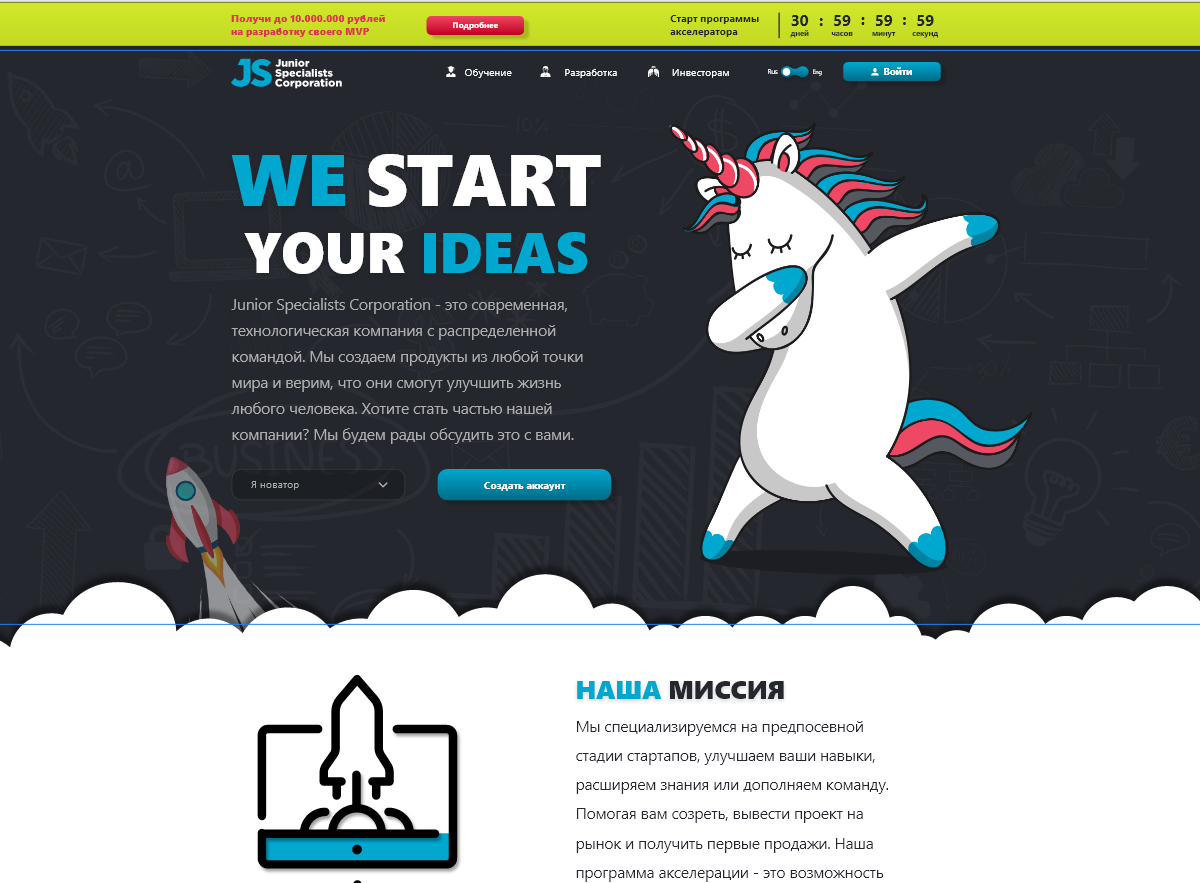 Получи до 10.000.000 рублей
на разработку своего MVP
Подробнее
Старт программы
акселератора
30 : 59 : 59 : 59
дней часов минут секунд
JS Junior
Specialists
Corporation
Обучение
Разработка
Инвесторам
Rus
Eng
Войти
WE START
YOUR IDEAS
Junior Specialists Corporation - это современная,
технологическая компания с распределенной
командой. Мы создаем продукты из любой точки
мира и верим, что они смогут улучшить жизнь
любого человека. Хотите стать частью нашей
компании? Мы будем рады обсудить это с вами.
BUSINESS
Я новатор
Создать аккаунт
НАША МИССИЯ
Мы специализируемся на предпосевной
стадии стартапов, улучшаем ваши навыки,
расширяем знания или дополняем команду.
Помогая вам созреть, вывести проект на
рынок и получить первые продажи. Наша
программа акселерации - это возможность